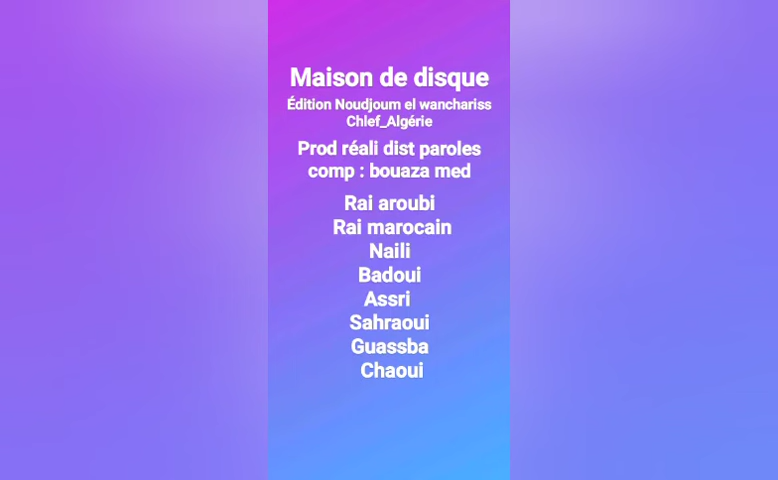 Maison de disque
Édition Noudjoum el wanchariss
Chlef_Algérie
Prod réali dist paroles
comp : bouaza med
Rai aroubi
Rai marocain
Naili
Badoui
Assri
Sahraoui
Guassba
Chaoui